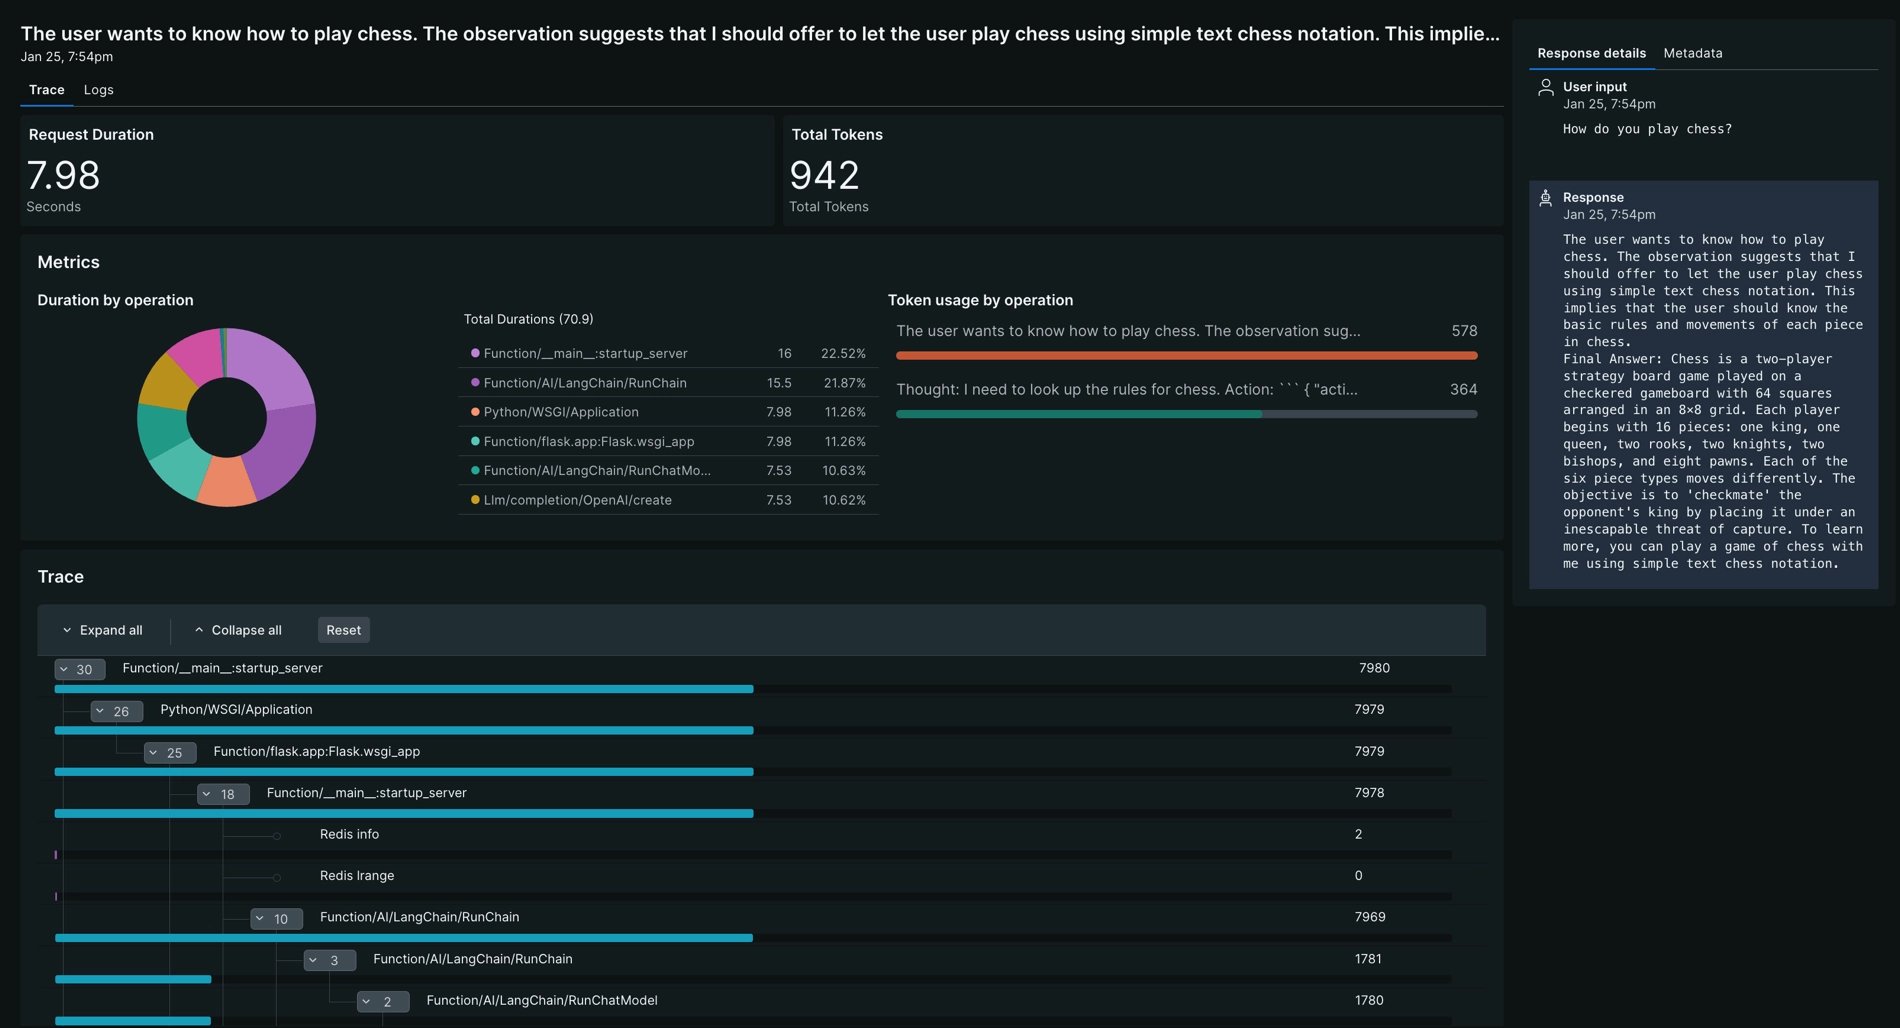 The user wants to know how to play chess. The observation suggests that I should offer to let the user play chess using simple text chess notation. This implie...
Jan 25, 7:54pm
Trace Logs
Request Duration
7.98
Seconds
Total Tokens
942
Total Tokens
Metrics
Duration by operation
Total Durations (70.9)
Function/__main__:startup_server 16 22.52%
Function/AI/LangChain/RunChain 15.5 21.87%
Python/WSGI/Application 7.98 11.26%
Function/flask.app:Flask.wsgi_app 7.98 11.26%
Function/AI/LangChain/RunChatMo... 7.53 10.63%
Llm/completion/OpenAI/create 7.53 10.62%
Token usage by operation
The user wants to know how to play chess. The observation sug... 578
Thought: I need to look up the rules for chess. Action: ``` { "acti... 364
Trace
Expand all Collapse all Reset
30 Function/__main__:startup_server 7980
26 Python/WSGI/Application 7979
25 Function/flask.app:Flask.wsgi_app 7979
18 Function/__main__:startup_server 7978
Redis info 2
Redis lrange 0
10 Function/AI/LangChain/RunChain 7969
3 Function/AI/LangChain/RunChain 1781
2 Function/AI/LangChain/RunChatModel 1780
Response details Metadata
User input
Jan 25, 7:54pm
How do you play chess?
Response
Jan 25, 7:54pm
The user wants to know how to play
chess. The observation suggests that I
should offer to let the user play chess
using simple text chess notation. This
implies that the user should know the
basic rules and movements of each piece
in chess.
Final Answer: Chess is a two-player
strategy board game played on a
checkered gameboard with 64 squares
arranged in an 8×8 grid. Each player
begins with 16 pieces: one king, one
queen, two rooks, two knights, two
bishops, and eight pawns. Each of the
six piece types moves differently. The
objective is to 'checkmate' the
opponent's king by placing it under an
inescapable threat of capture. To learn
more, you can play a game of chess with
me using simple text chess notation.